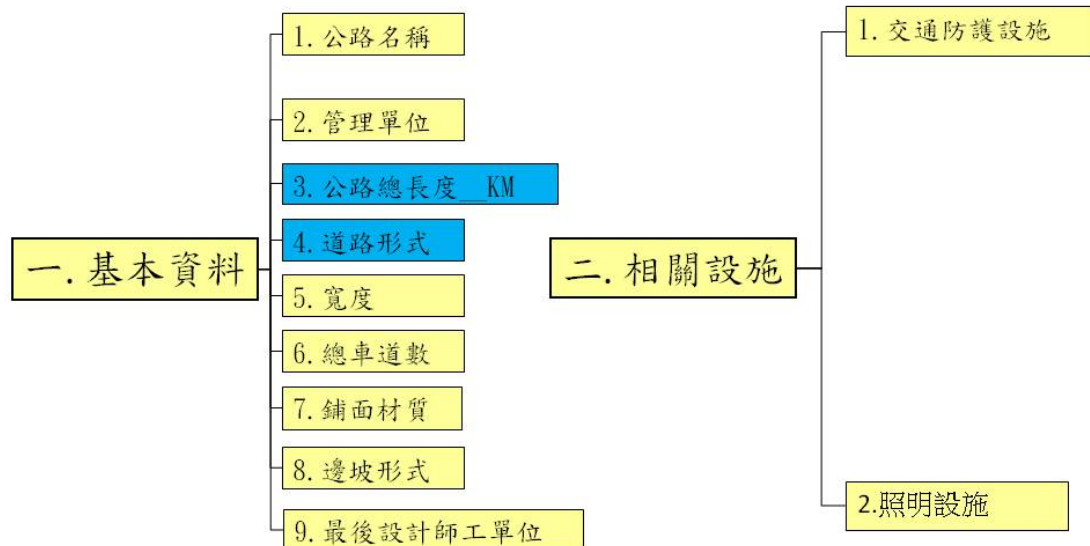 一.基本資料
1.公路名稱
2.管理單位
3.公路總長度__KM
4.道路形式
5.寬度
6.總車道數
7.鋪面材質
8.邊坡形式
9.最後設計師工單位
二.相關設施
1.交通防護設施
2.照明設施